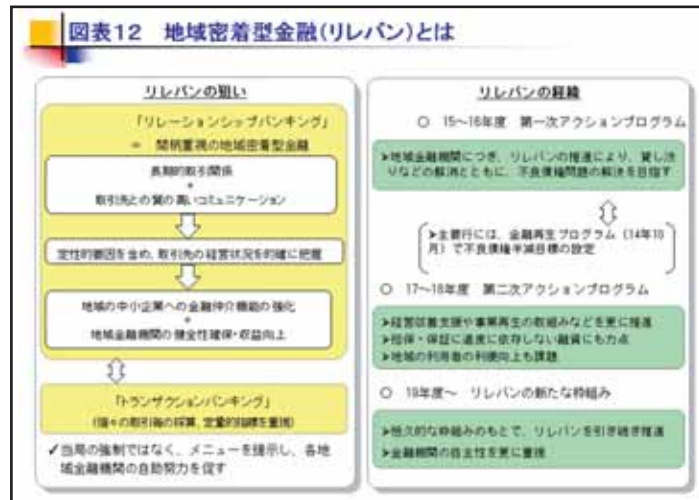 図表12 地域密着型金融(リレバン)とは
リレバンの狙い
「リレーションシップバンキング」
＝ 間柄重視の地域密着型金融
長期的取引関係
＋
取引先との質の高いコミュニケーション
定性的要因を含め、取引先の経営状況を的確に把握
地域の中小企業への金融仲介機能の強化
＋
地域金融機関の健全性確保・収益向上
「トランザクションバンキング」
(個々の取引毎の採算、定量的指標を重視)
✓当局の強制ではなく、メニューを提示し、各地
域金融機関の自助努力を促す
リレバンの経緯
○ 15～16年度 第一次アクションプログラム
➤地域金融機関につき、リレバンの推進により、貸し渋
りなどの解消とともに、不良債権問題の解決を目指す
➤主要行には、金融再生プログラム（14年10
月）で不良債権半減目標の設定
○ 17～18年度 第二次アクションプログラム
➤経営改善支援や事業再生の取組みなどを更に推進
➤担保・保証に過度に依存しない融資にも力点
➤地域の利用者の利便向上も課題
○ 19年度～ リレバンの新たな枠組み
➤恒久的な枠組みのもとで、リレバンを引き続き推進
➤金融機関の自主性を更に重視